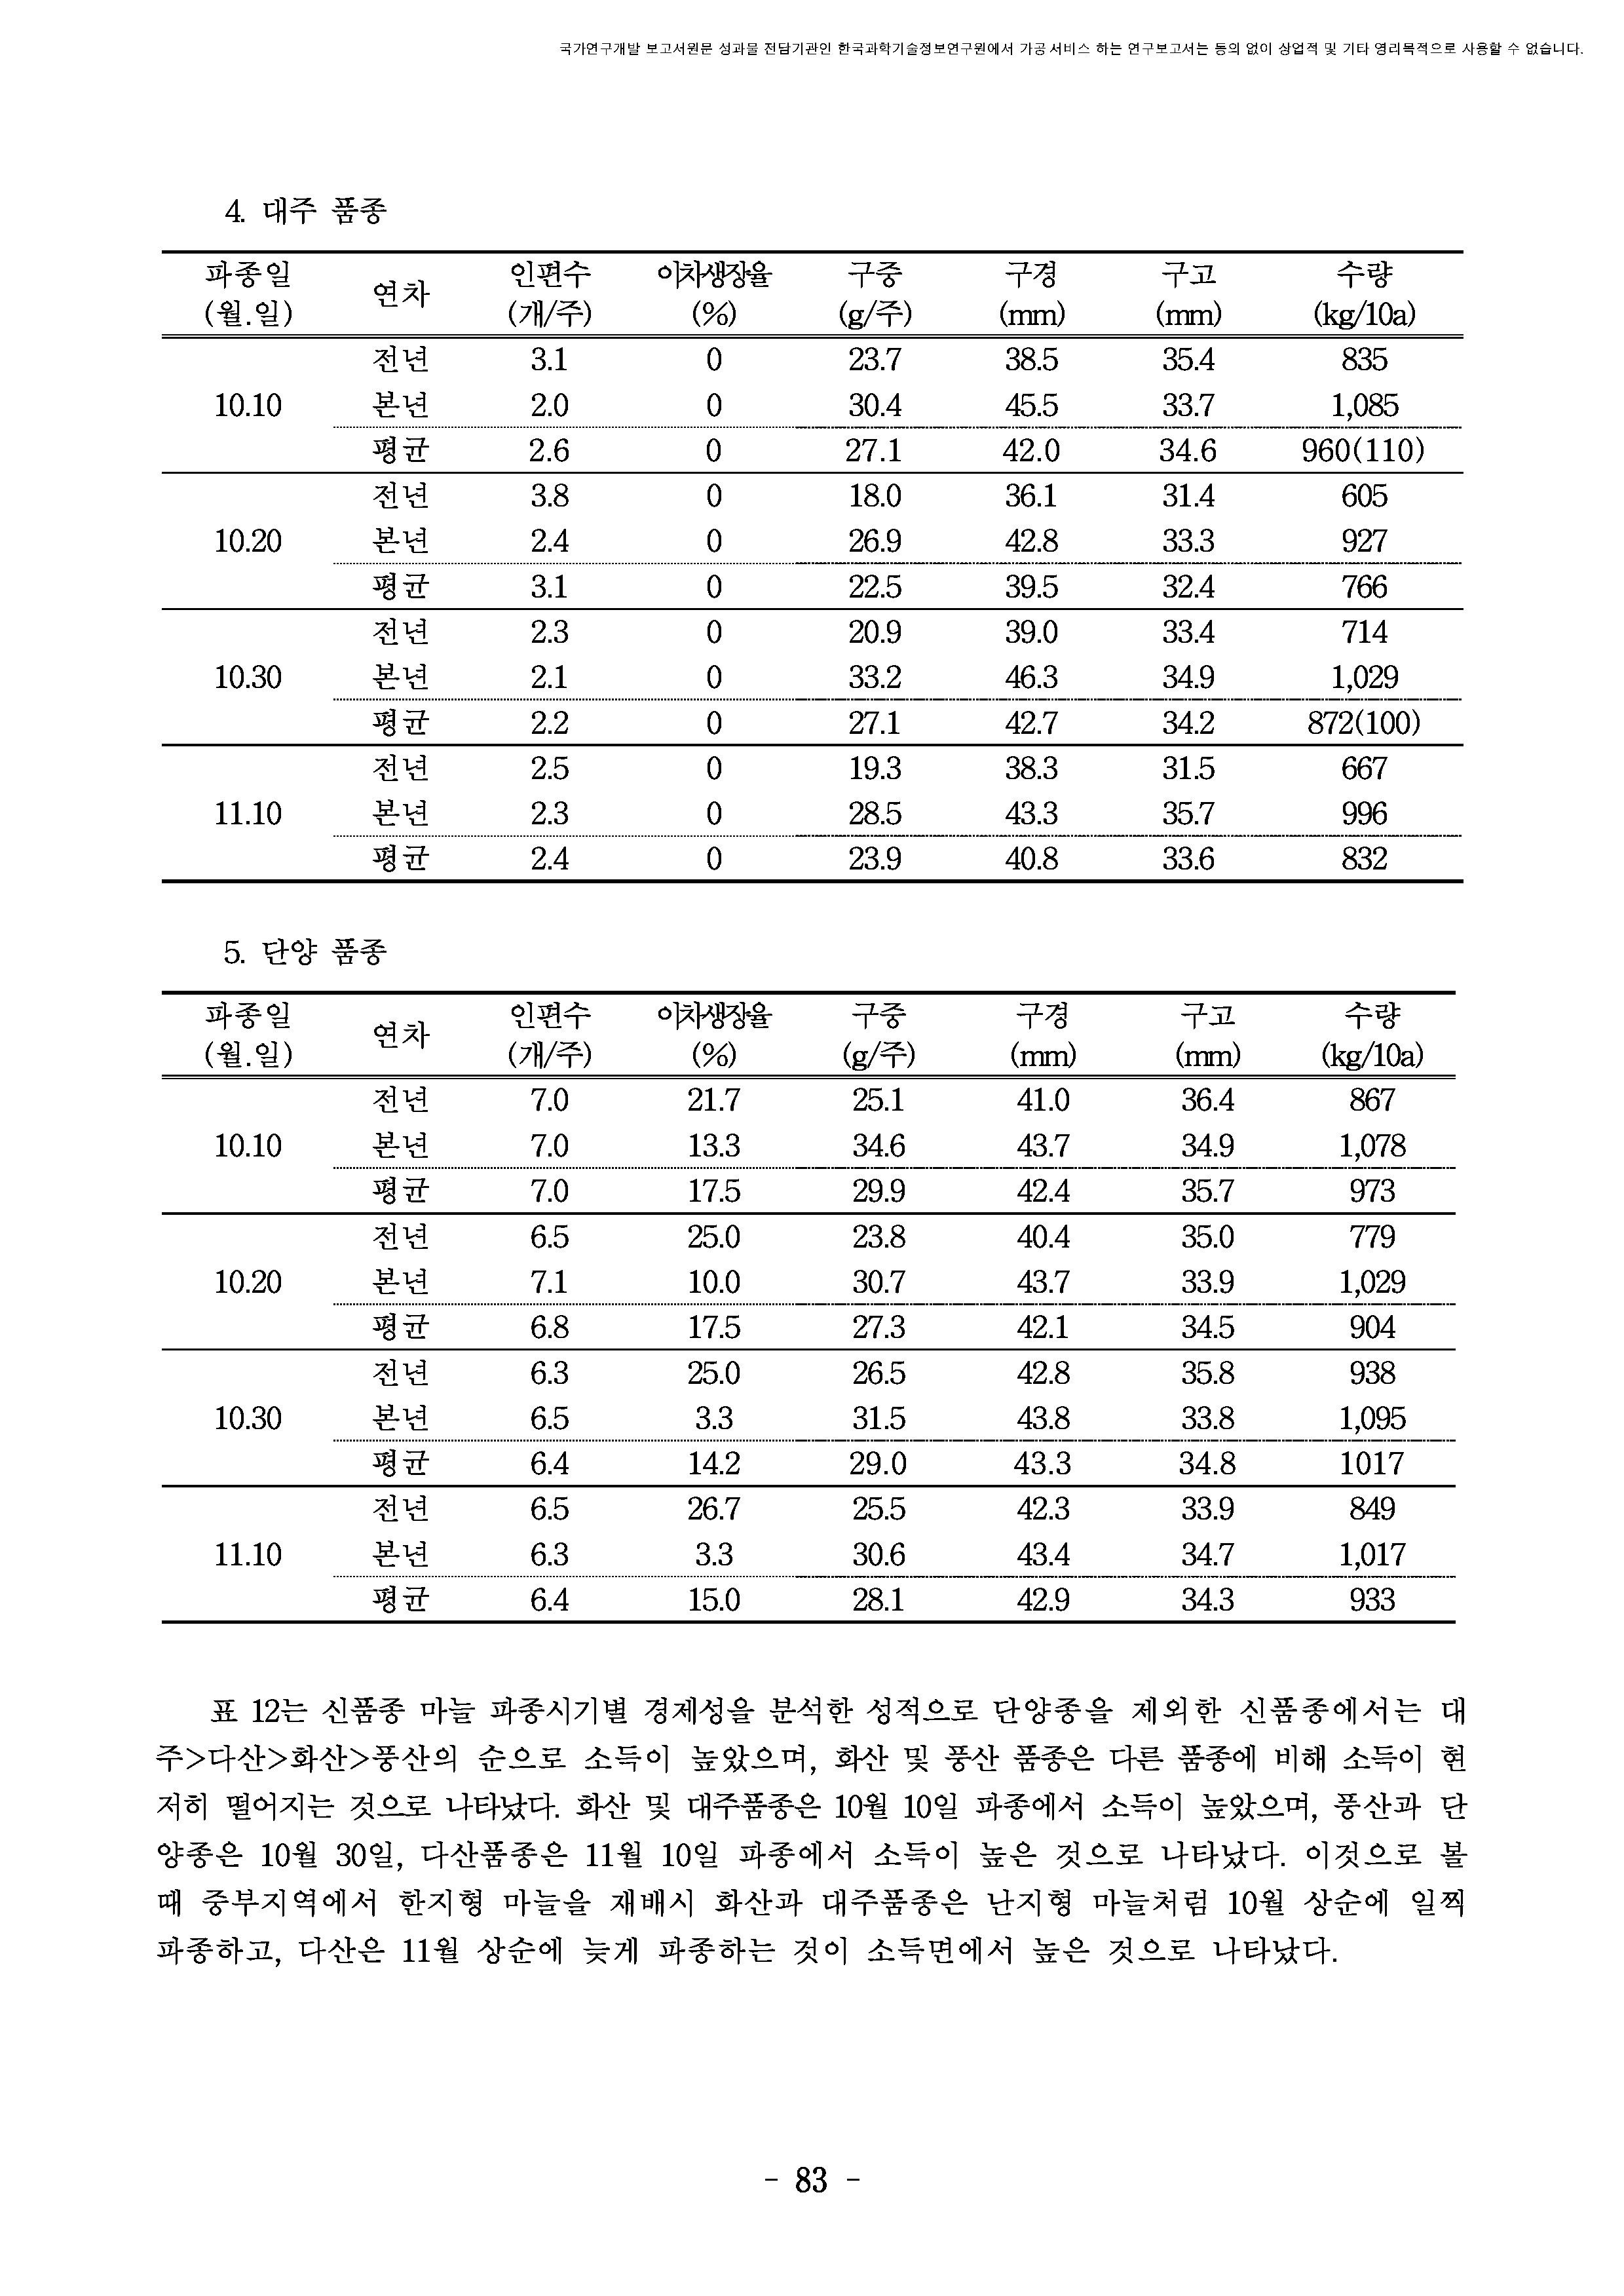 국가연구개발 보고서원문 성과물 전담기관인 한국과학기술정보연구원에서 가공·서비스 하는 연구보고서는 동의 없이 상업적 및 기타 영리목적으로 사용할 수 없습니다.
4. 대주 품종
파종일 연차 인편수 이차생장율 구중 구경 구고 수량
(월.일) (개/주) (%) (g/주) (mm) (mm) (kg/10a)
전년 3.1 0 23.7 38.5 35.4 835
10.10 본년 2.0 0 30.4 45.5 33.7 1,085
평균 2.6 0 27.1 42.0 34.6 960(110)
전년 3.8 0 18.0 36.1 31.4 605
10.20 본년 2.4 0 26.9 42.8 33.3 927
평균 3.1 0 22.5 39.5 32.4 766
전년 2.3 0 20.9 39.0 33.4 714
10.30 본년 2.1 0 33.2 46.3 34.9 1,029
평균 2.2 0 27.1 42.7 34.2 872(100)
전년 2.5 0 19.3 38.3 31.5 667
11.10 본년 2.3 0 28.5 43.3 35.7 996
평균 2.4 0 23.9 40.8 33.6 832
5. 단양 품종
파종일 연차 인편수 이차생장율 구중 구경 구고 수량
(월.일) (개/주) (%) (g/주) (mm) (mm) (kg/10a)
전년 7.0 21.7 25.1 41.0 36.4 867
10.10 본년 7.0 13.3 34.6 43.7 34.9 1,078
평균 7.0 17.5 29.9 42.4 35.7 973
전년 6.5 25.0 23.8 40.4 35.0 779
10.20 본년 7.1 10.0 30.7 43.7 33.9 1,029
평균 6.8 17.5 27.3 42.1 34.5 904
전년 6.3 25.0 26.5 42.8 35.8 938
10.30 본년 6.5 3.3 31.5 43.8 33.8 1,095
평균 6.4 14.2 29.0 43.3 34.8 1017
전년 6.5 26.7 25.5 42.3 33.9 849
11.10 본년 6.3 3.3 30.6 43.4 34.7 1,017
평균 6.4 15.0 28.1 42.9 34.3 933
표 12는 신품종 마늘 파종시기별 경제성을 분석한 성적으로 단양종을 제외한 신품종에서는 대
주>다산>화산>풍산의 순으로 소득이 높았으며, 화산 및 풍산 품종은 다른 품종에 비해 소득이 현
저히 떨어지는 것으로 나타났다. 화산 및 대주품종은 10월 10일 파종에서 소득이 높았으며, 풍산과 단
양종은 10월 30일, 다산품종은 11월 10일 파종에서 소득이 높은 것으로 나타났다. 이것으로 볼
때 중부지역에서 한지형 마늘을 재배시 화산과 대주품종은 난지형 마늘처럼 10월 상순에 일찍
파종하고, 다산은 11월 상순에 늦게 파종하는 것이 소득면에서 높은 것으로 나타났다.
- 83 -